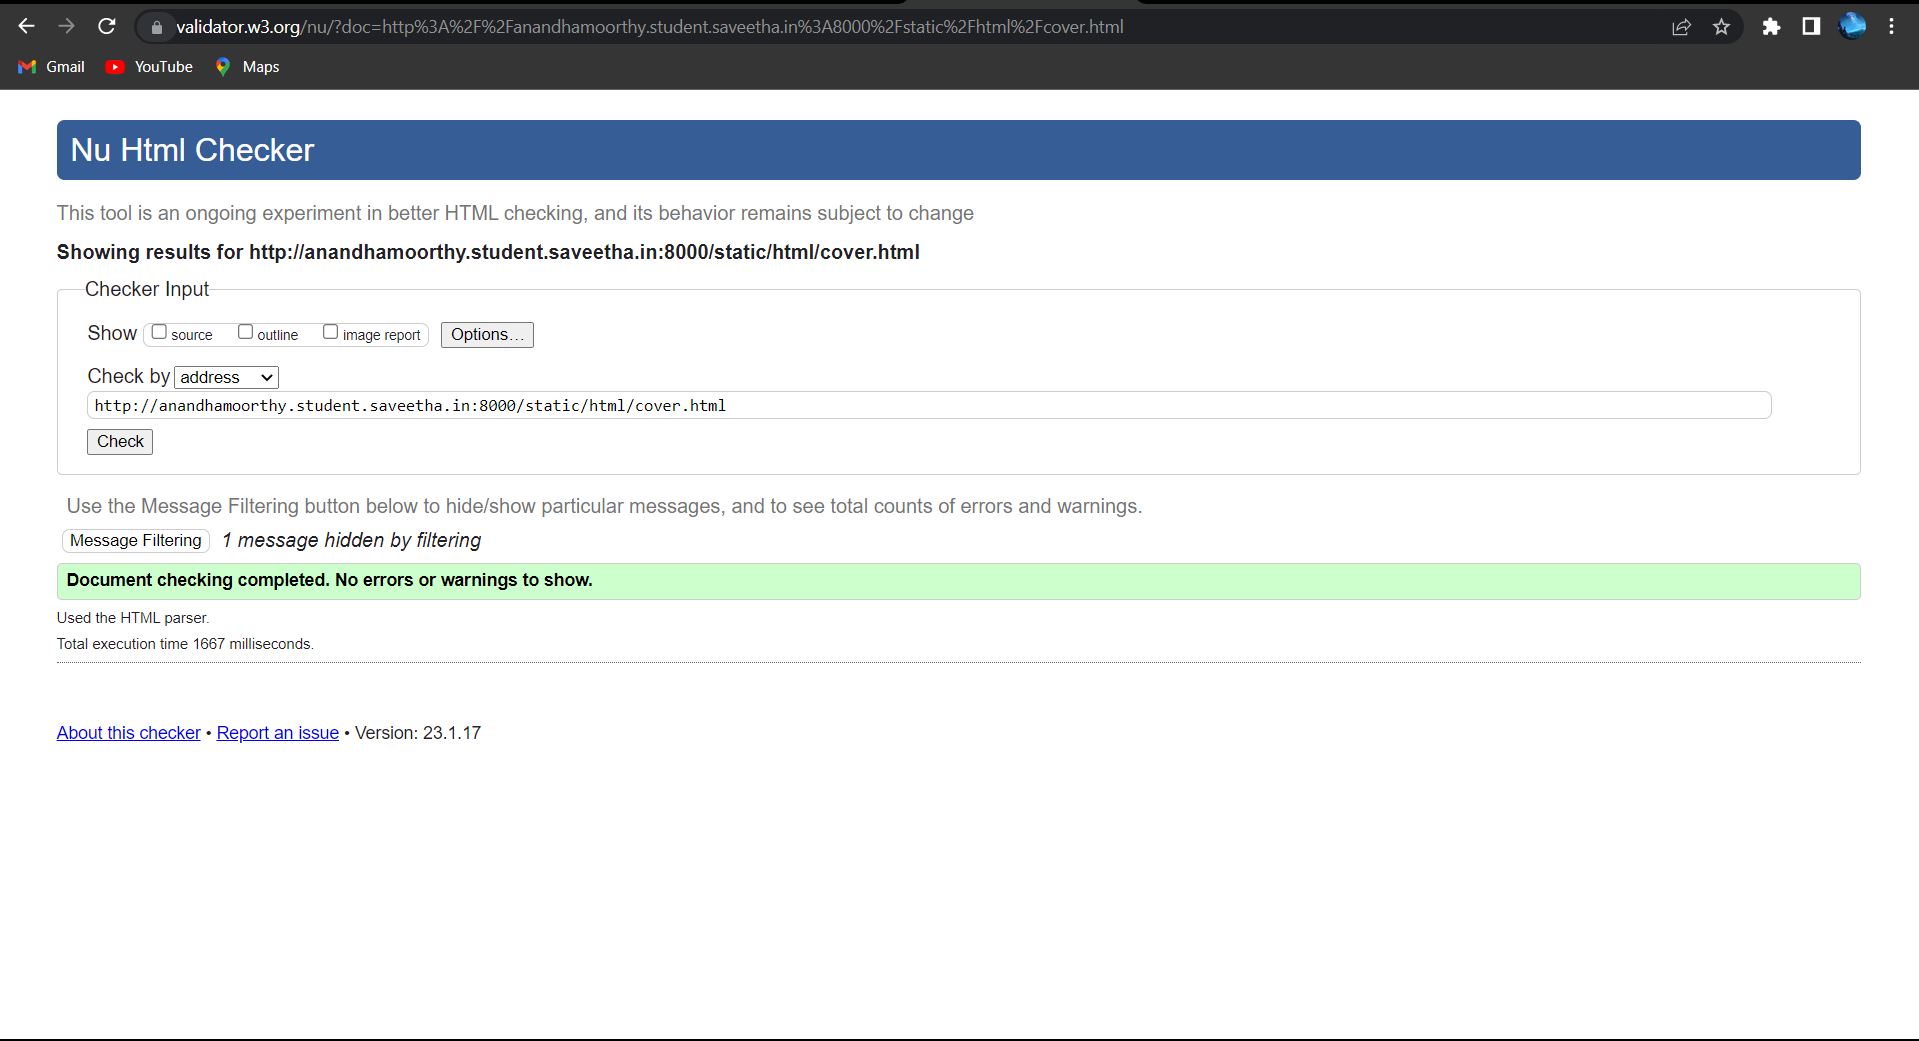 validator.w3.org/nu/?doc=http%3A%2F%2Fanandhamoorthy.student.saveetha.in%3A8000%2Fstatic%2Fhtml%2Fcover.html
Gmail YouTube Maps
Nu Html Checker
This tool is an ongoing experiment in better HTML checking, and its behavior remains subject to change
Showing results for http://anandhamoorthy.student.saveetha.in:8000/static/html/cover.html
Checker Input
Show source outline image report Options...
Check by address
http://anandhamoorthy.student.saveetha.in:8000/static/html/cover.html
Check
Use the Message Filtering button below to hide/show particular messages, and to see total counts of errors and warnings.
Message Filtering 1 message hidden by filtering
Document checking completed. No errors or warnings to show.
Used the HTML parser.
Total execution time 1667 milliseconds.
About this checker • Report an issue • Version: 23.1.17